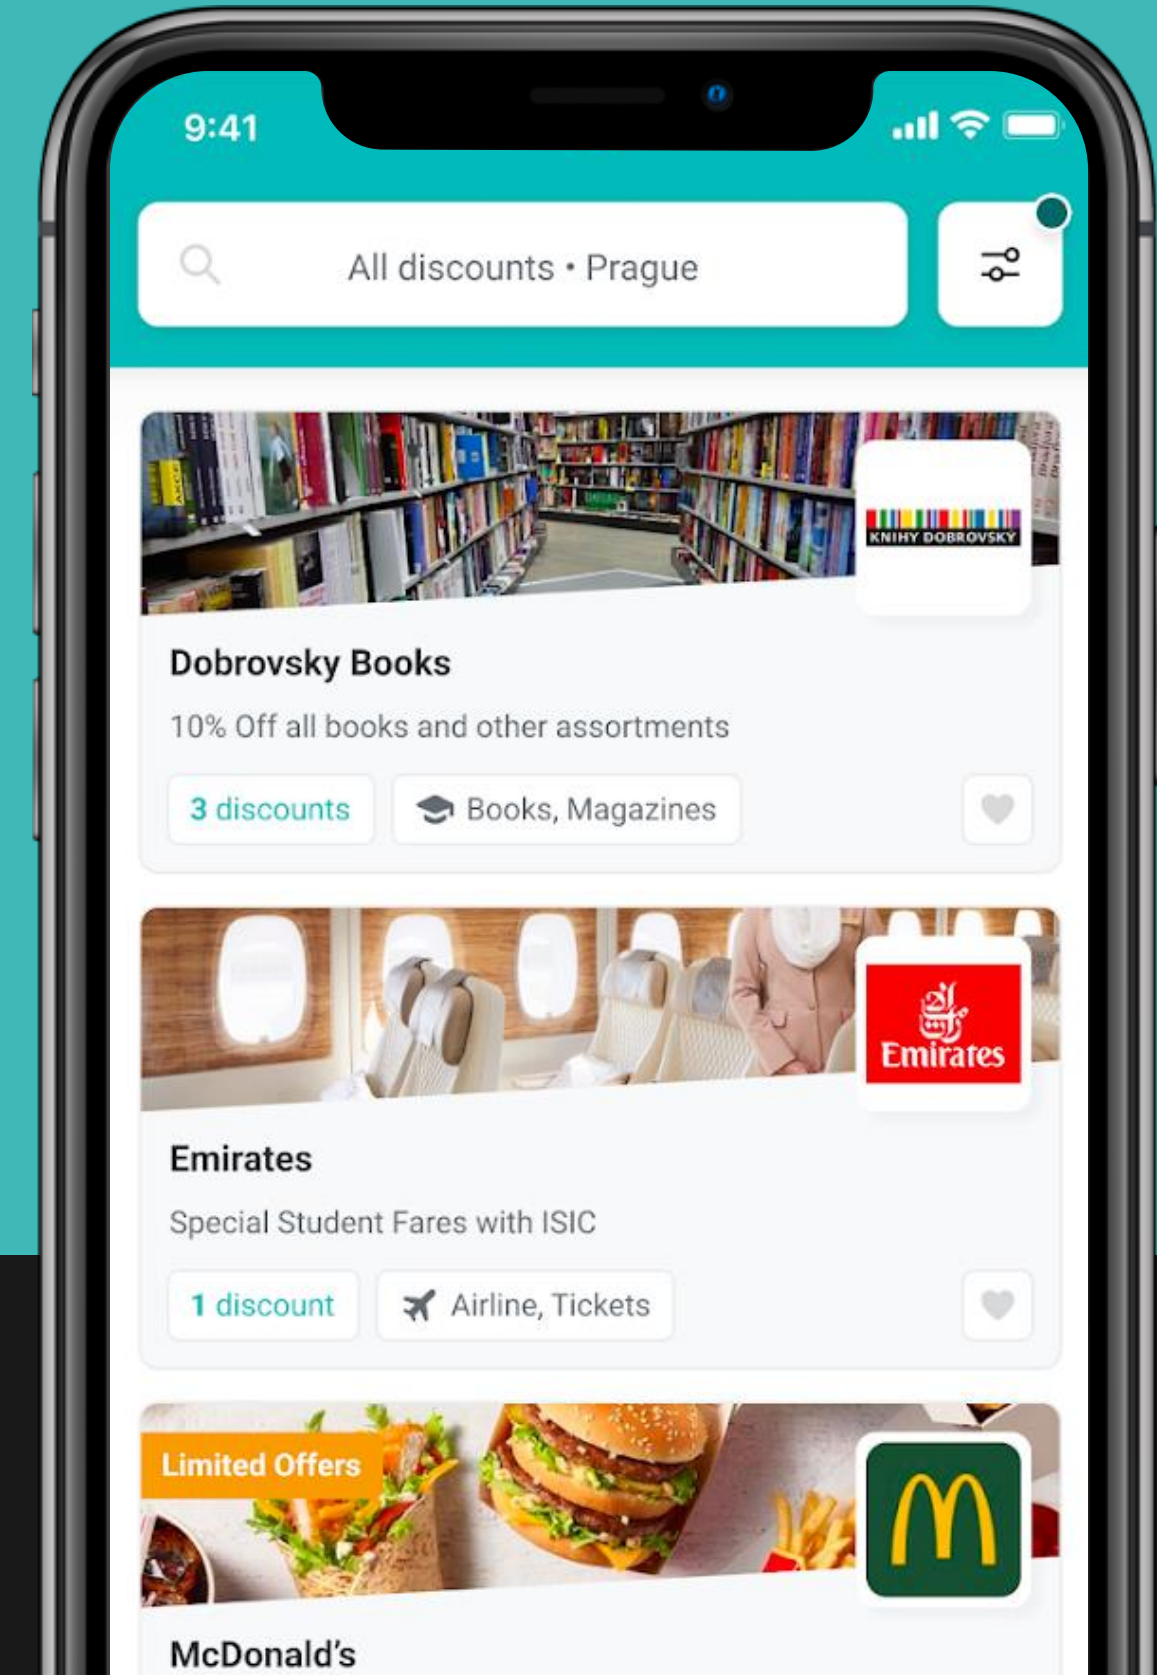 9:41
All discounts • Prague
KNIHY DOBROVSKÝ
Dobrovsky Books
10% Off all books and other assortments
3 discounts
Books, Magazines
Emirates
Emirates
Special Student Fares with ISIC
1 discount
Airline, Tickets
Limited Offers
McDonald's